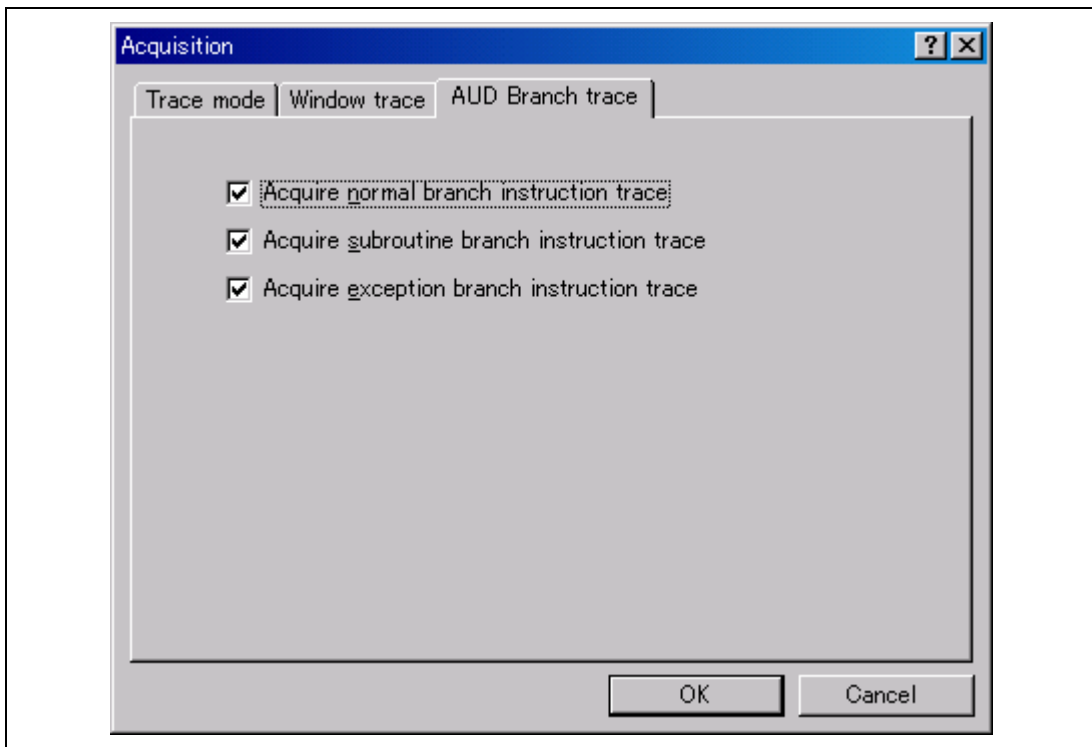 Acquisition
Trace mode
Window trace
AUD Branch trace
Acquire normal branch instruction trace
Acquire subroutine branch instruction trace
Acquire exception branch instruction trace
OK
Cancel